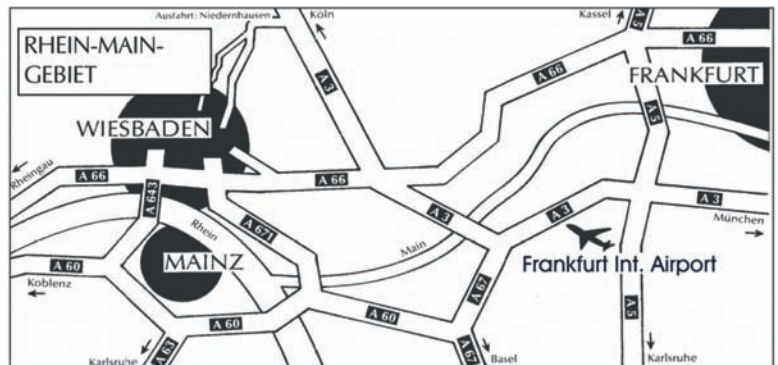 Ausfahrt: Niedernhausen
Köln
Kassel
RHEIN-MAIN-
GEBIET
A 5
A 66
A 3
A 66
FRANKFURT
WIESBADEN
A 5
Rheingau
A 66
A 643
A 66
A 3
A 3
A 3
München
Rhein
A 671
Main
MAINZ
Frankfurt Int. Airport
A 60
Koblenz
A 67
A 5
A 60
A 60
Karlsruhe
A 63
A 67
Basel
Karlsruhe